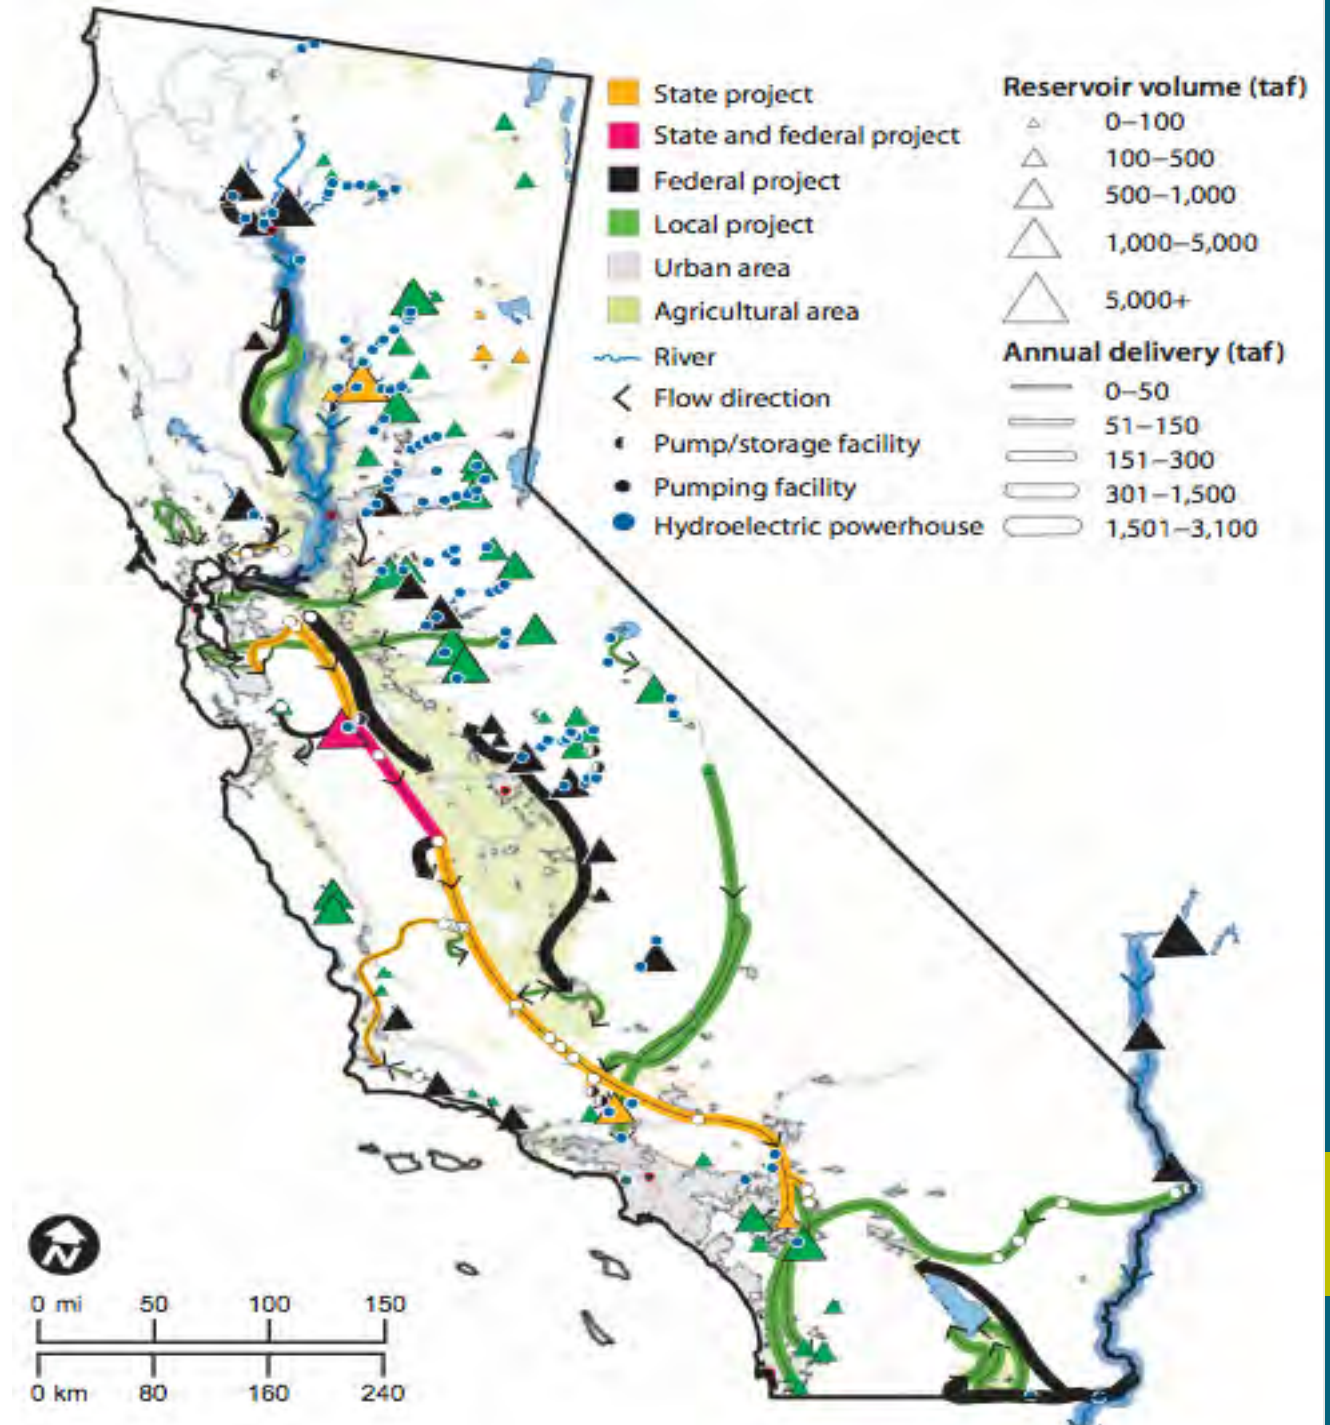 State project
State and federal project
Federal project
Local project
Urban area
Agricultural area
River
Flow direction
Pump/storage facility
Pumping facility
Hydroelectric powerhouse
Reservoir volume (taf)
0–100
100–500
500–1,000
1,000–5,000
5,000+
Annual delivery (taf)
0–50
51–150
151–300
301–1,500
1,501–3,100
N
0 mi 50 100 150
0 km 80 160 240